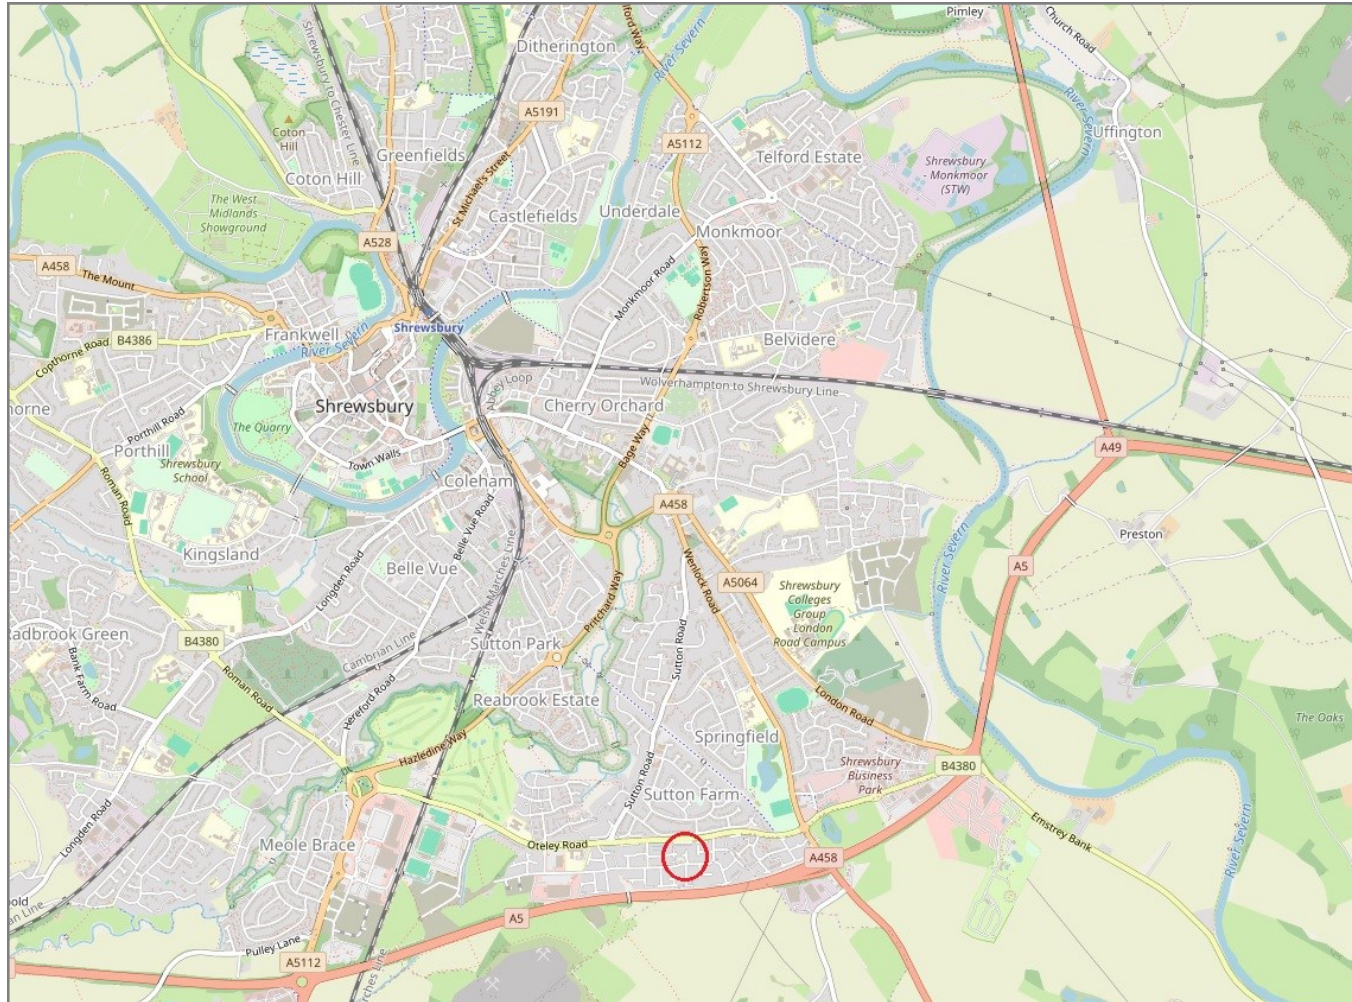 Pimley
Church Road
Ditherington
River Severn
Shrewsbury to Chester Line
A5191
Coton
Hill
Uffington
River Severn
A5112
Greenfields
Telford Estate
Shrewsbury
- Monkmoor
(STW)
Coton Hill
St Michael's Street
The West
Midlands
Showground
Castlefields
Underdale
Monkmoor
A528
A458
The Mount
Monkmoor Road
Robertson Way
Shrewsbury
Frankwell
River Severn
B4386
Copthorne Road
Belvidere
Abbey Loop
Wolverhampton to Shrewsbury Line
Cherry Orchard
Shrewsbury
The Quarry
Porthill Road
Porthill
Shrewsbury
School
Town Walls
Bage Way
A49
Coleham
Roman Road
A458
Preston
Kingsland
Belle Vue Road
Belle Vue
Longden Road
Welsh Marches Line
Pritchard Way
Wenlock Road
A5064
A5
River Severn
Shrewsbury
Colleges
Group
London
Road Campus
Radbrook Green
B4380
Bank Farm Road
Cambrian Line
Sutton Park
Sutton Road
Roman Road
Hereford Road
Reabrook Estate
London Road
The Oaks
Springfield
Hazledine Way
Shrewsbury
Business
Park
B4380
Sutton Road
Sutton Farm
Longden Road
Meole Brace
Oteley Road
A458
Emstrey Bank
River Severn
A5
Pulley Lane
A5112